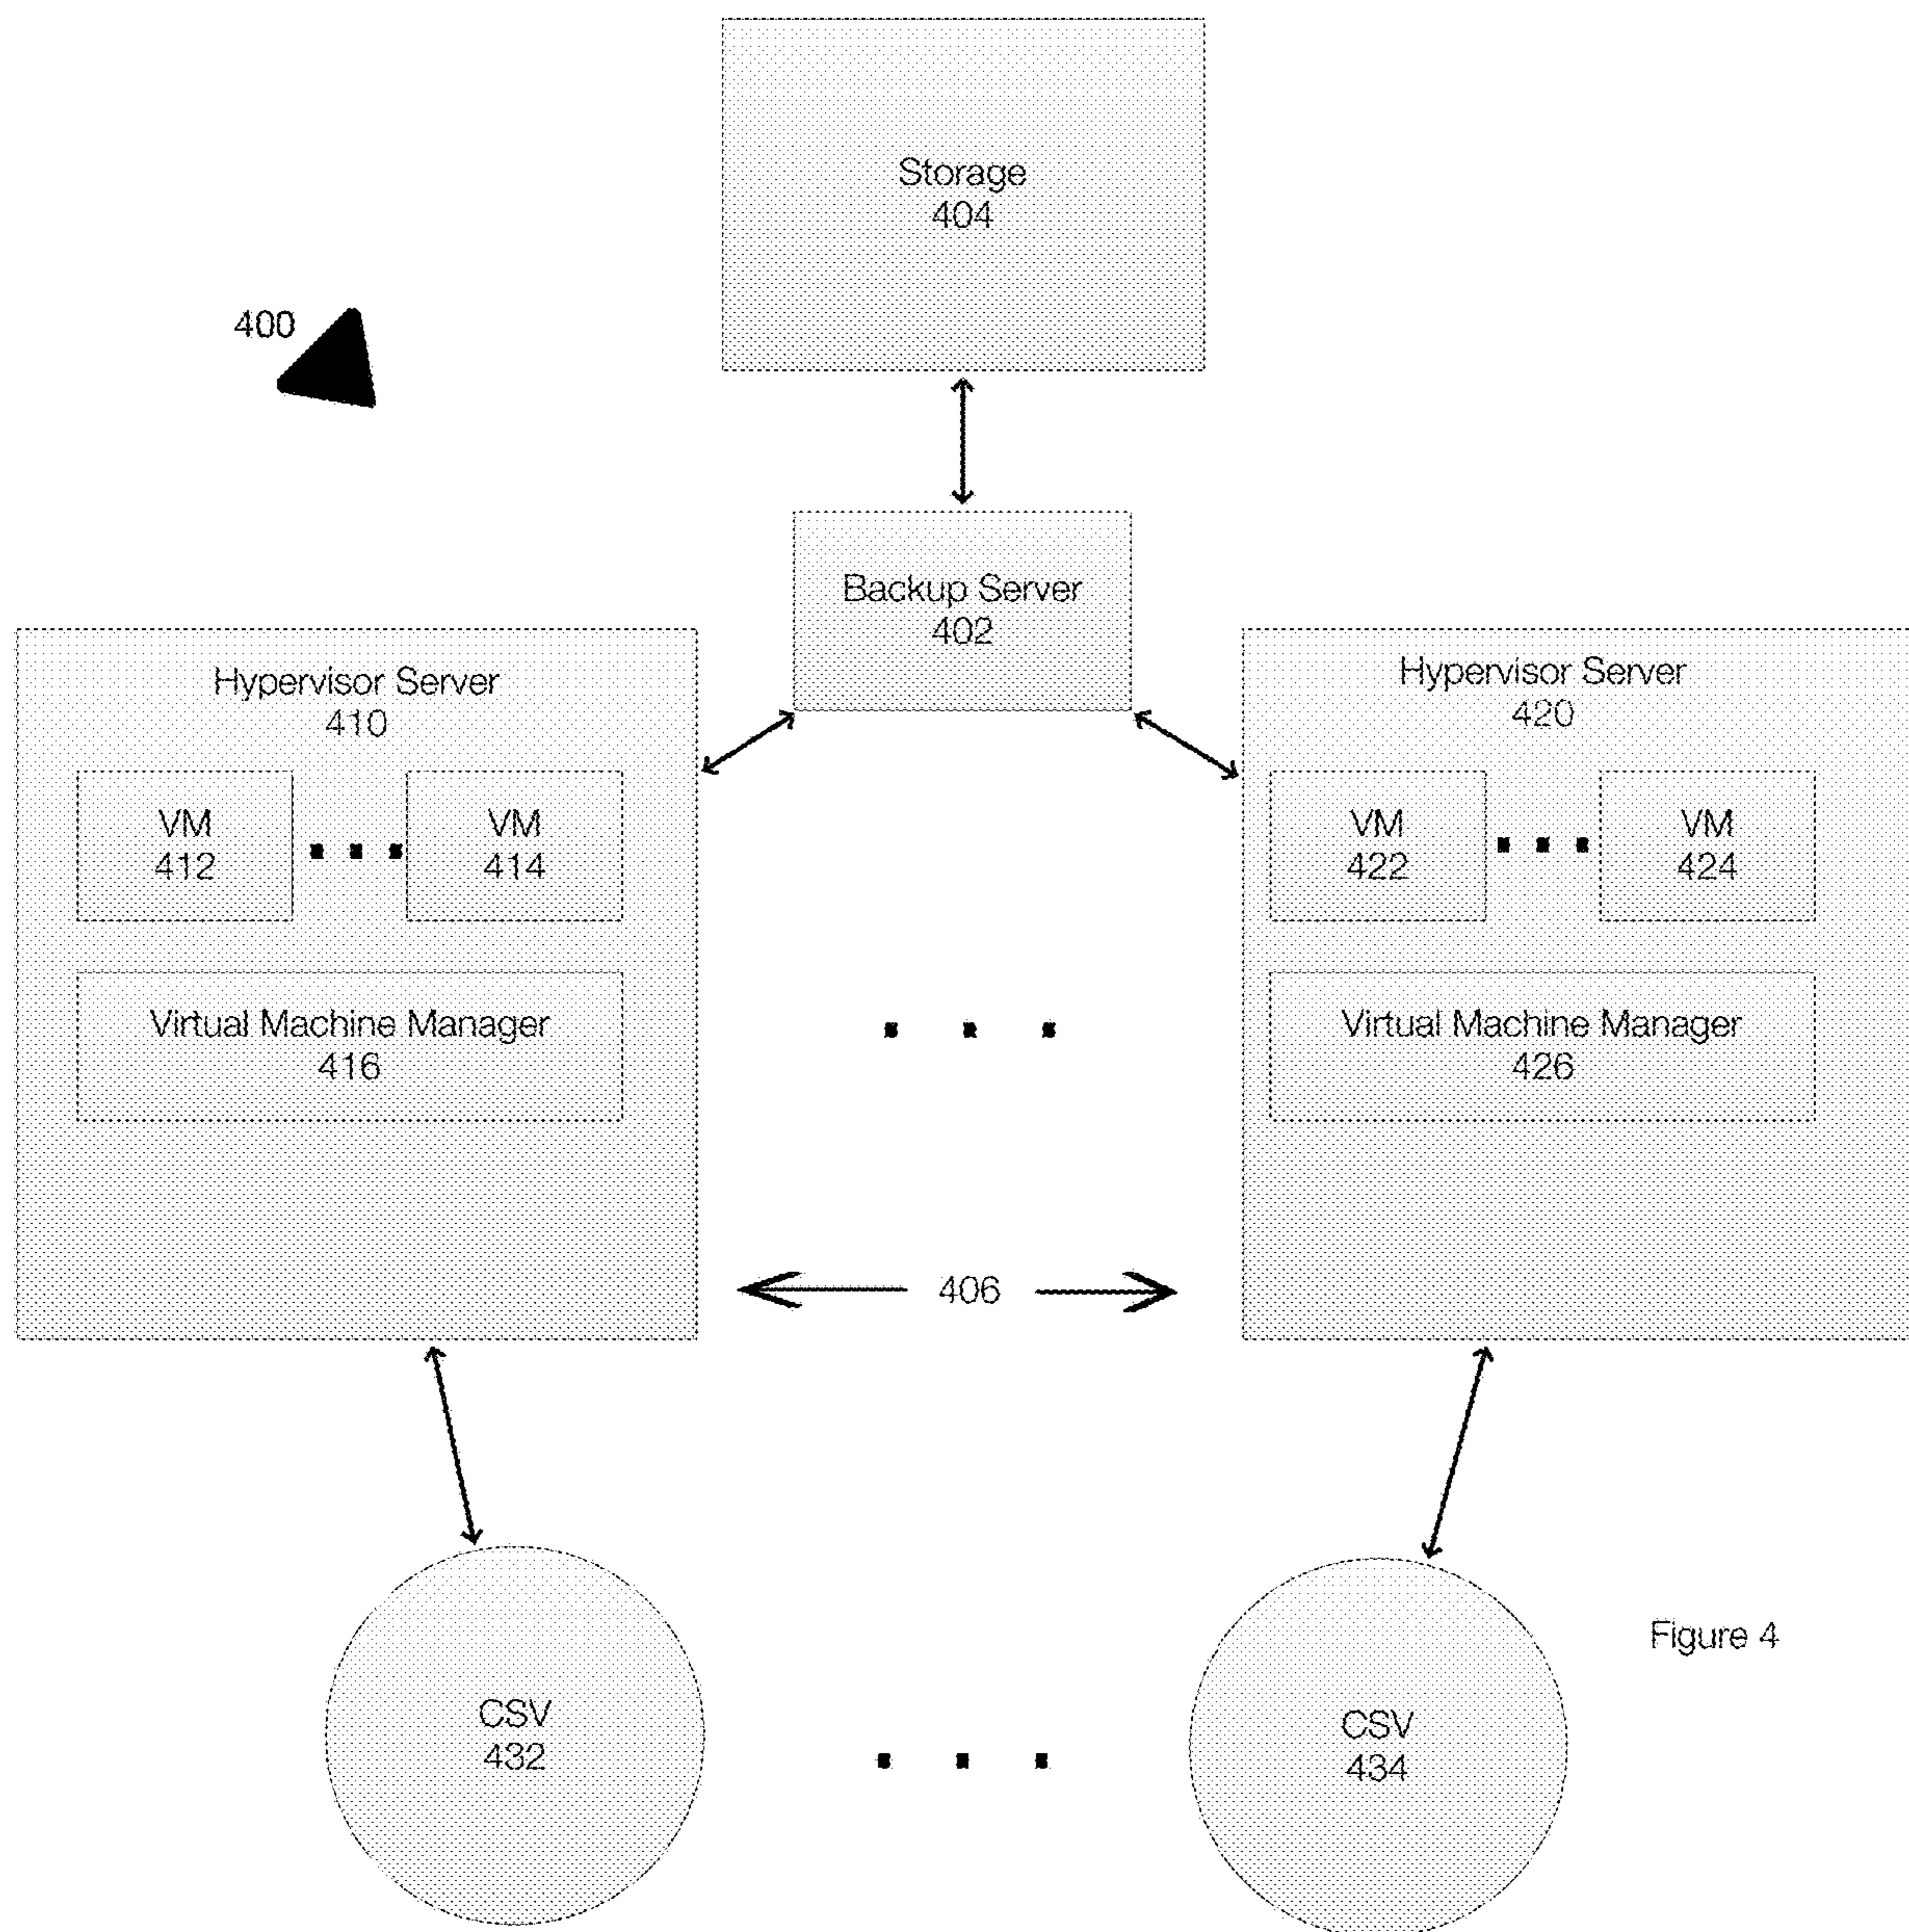 Storage
404
400
Backup Server
402
Hypervisor Server
410
Hypervisor Server
420
VM
412
VM
414
VM
422
VM
424
Virtual Machine Manager
416
Virtual Machine Manager
426
406
Figure 4
CSV
432
CSV
434